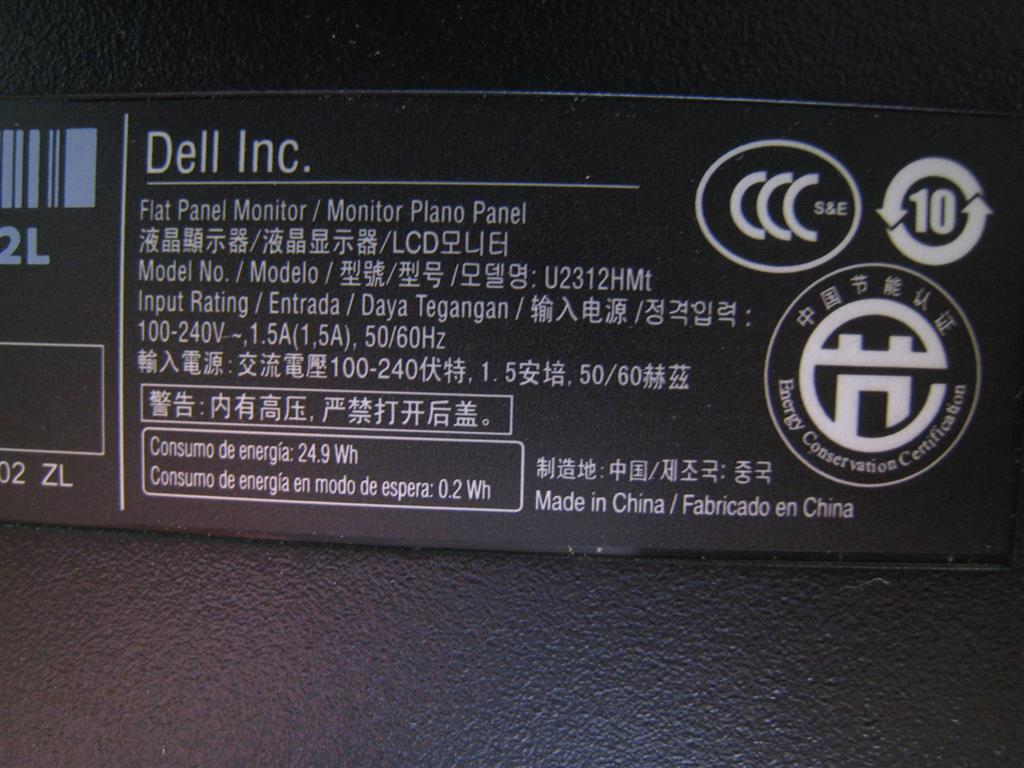 2L
02 ZL
Dell Inc.
Flat Panel Monitor / Monitor Plano Panel
液晶顯示器/液晶显示器/LCD모니터
Model No. / Modelo / 型號/型号 /모델명: U2312HMt
Input Rating / Entrada / Daya Tegangan / 输入电源 /정격입력 :
100-240V ~,1.5A(1,5A), 50/60Hz
輸入電源: 交流電壓100-240伏特, 1.5安培, 50/60赫茲
警告: 内有高压, 严禁打开后盖。
Consumo de energía: 24.9 Wh
Consumo de energía en modo de espera: 0.2 Wh
制造地: 中国/제조국: 중국
Made in China / Fabricado en China
CCC S&E
10
中国节能认证
Energy Conservation Certification